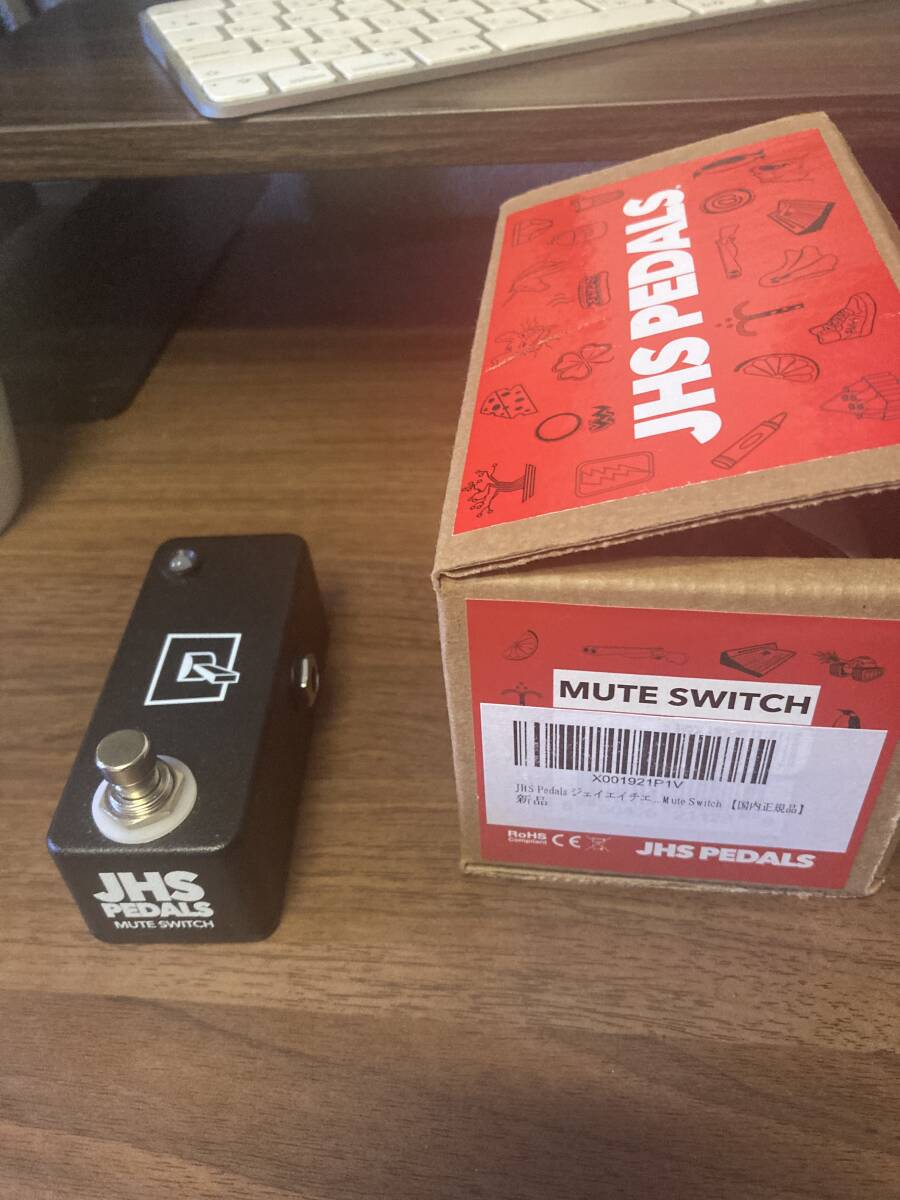 JHS PEDALS
MUTE SWITCH
X001921P1V
JHS Pedals ジェイエイチエ...Mute Switch 【国内正規品】
新品
RoHS
Compliant
CE
JHS PEDALS
JHS
PEDALS
MUTE SWITCH